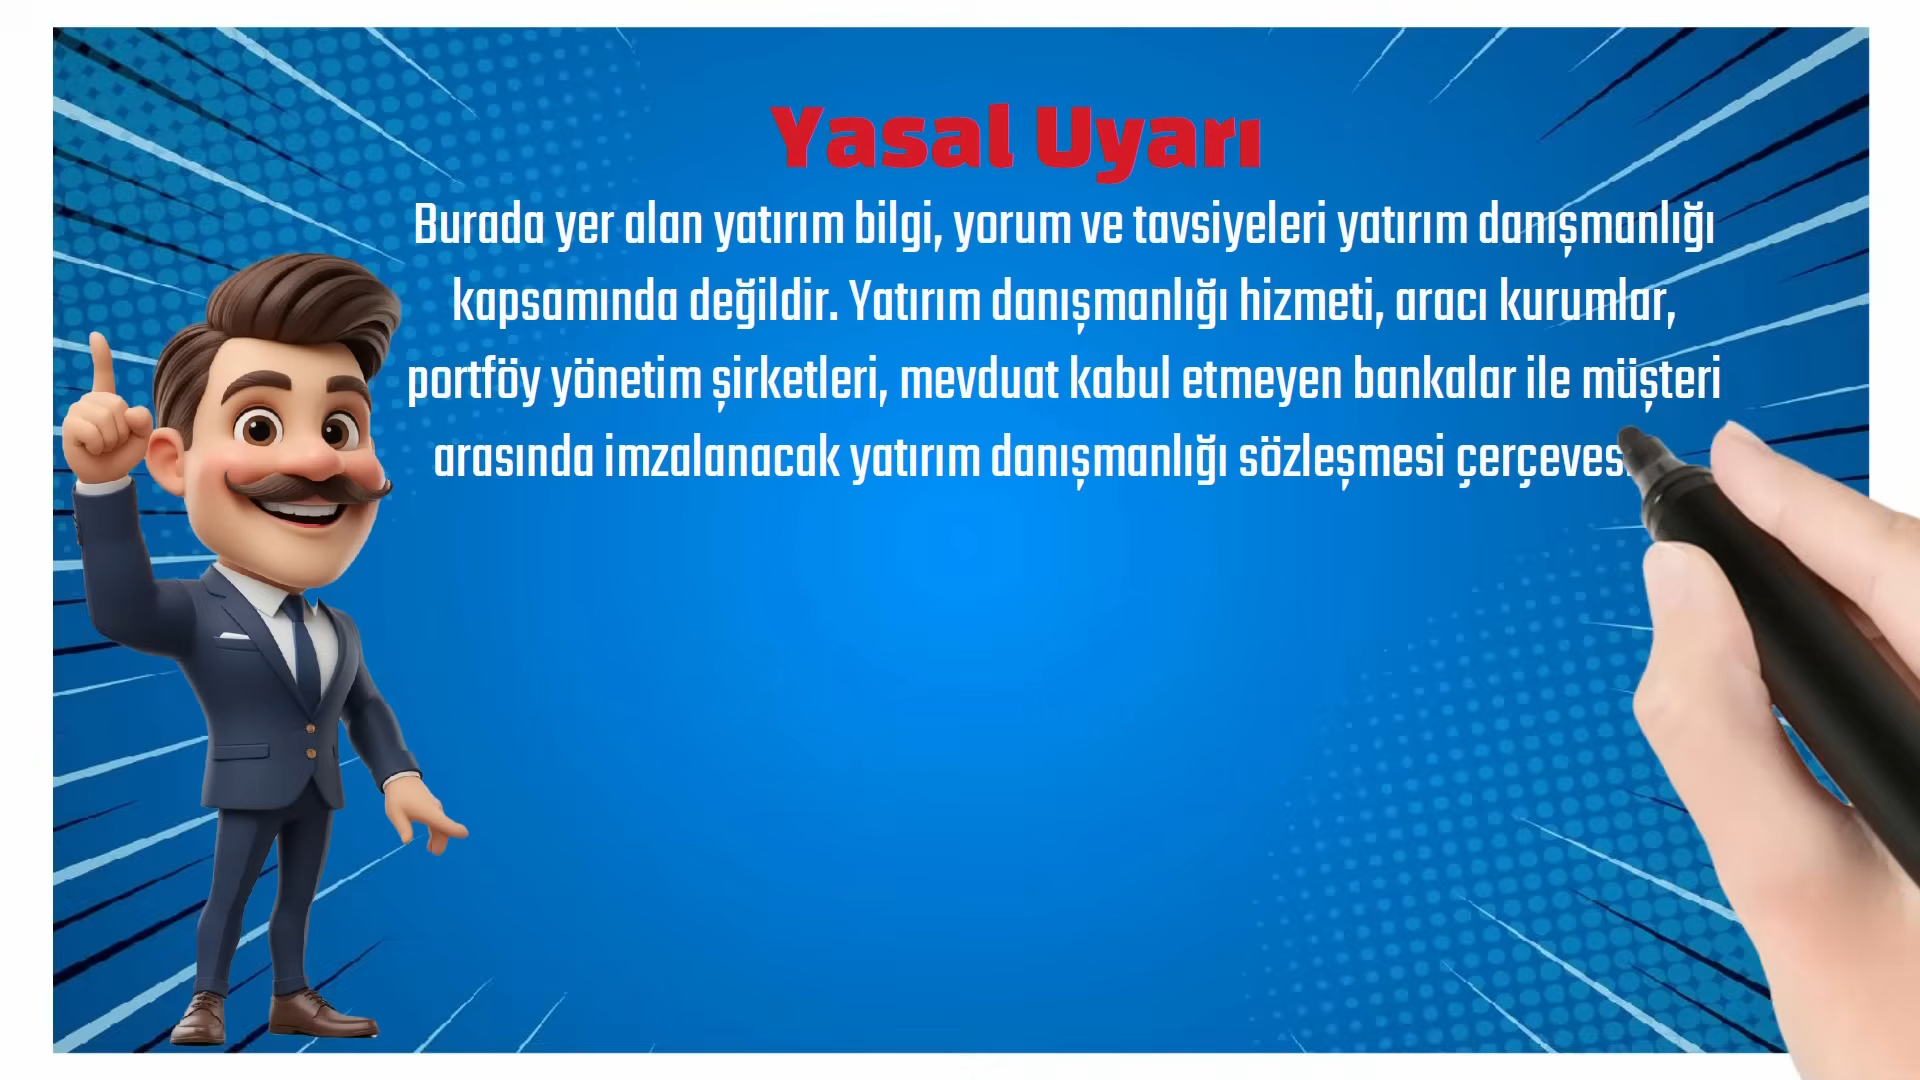 Yasal Uyarı
Burada yer alan yatırım bilgi, yorum ve tavsiyeleri yatırım danışmanlığı
kapsamında değildir. Yatırım danışmanlığı hizmeti, aracı kurumlar,
portföy yönetim şirketleri, mevduat kabul etmeyen bankalar ile müşteri
arasında imzalanacak yatırım danışmanlığı sözleşmesi